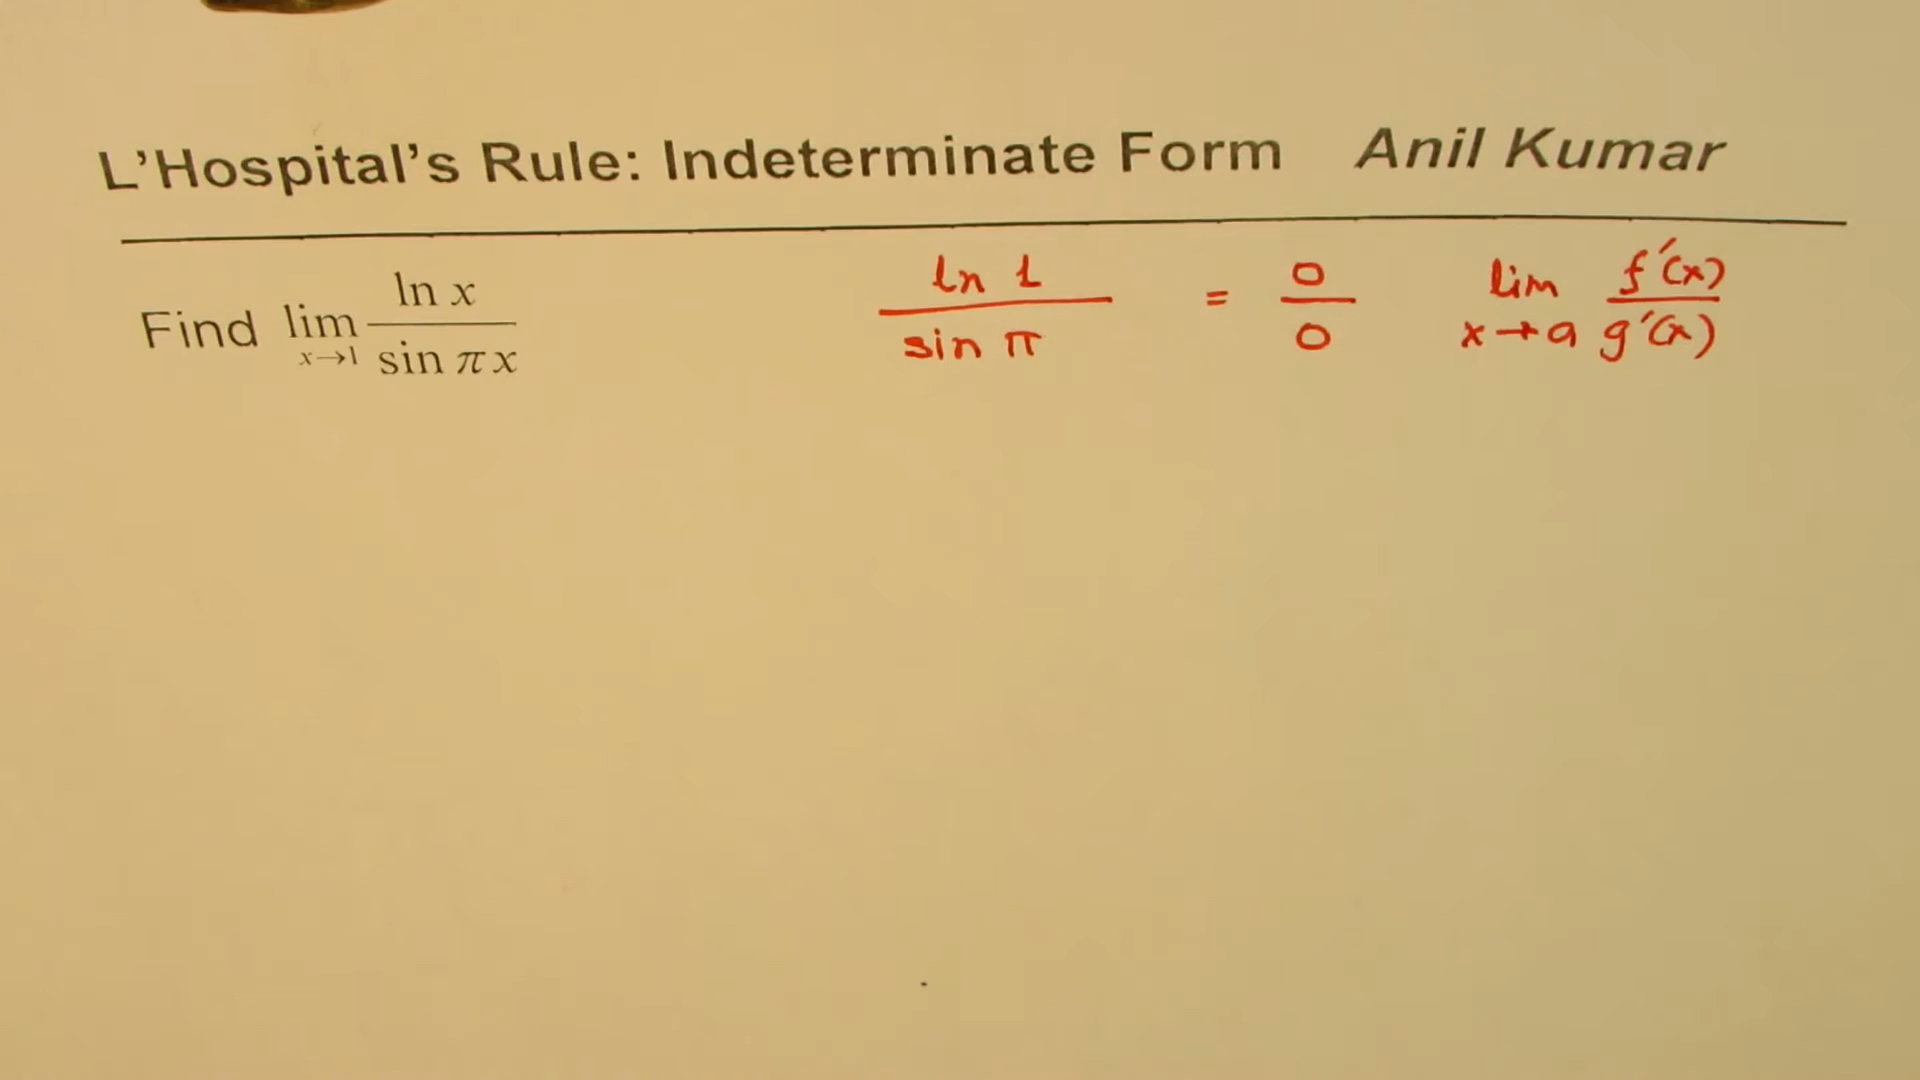 L'Hospital's Rule: Indeterminate Form Anil Kumar
Find lim x→1 ln x / sin πx
ln 1 / sin π = 0/0
lim x→a f'(x) / g'(x)